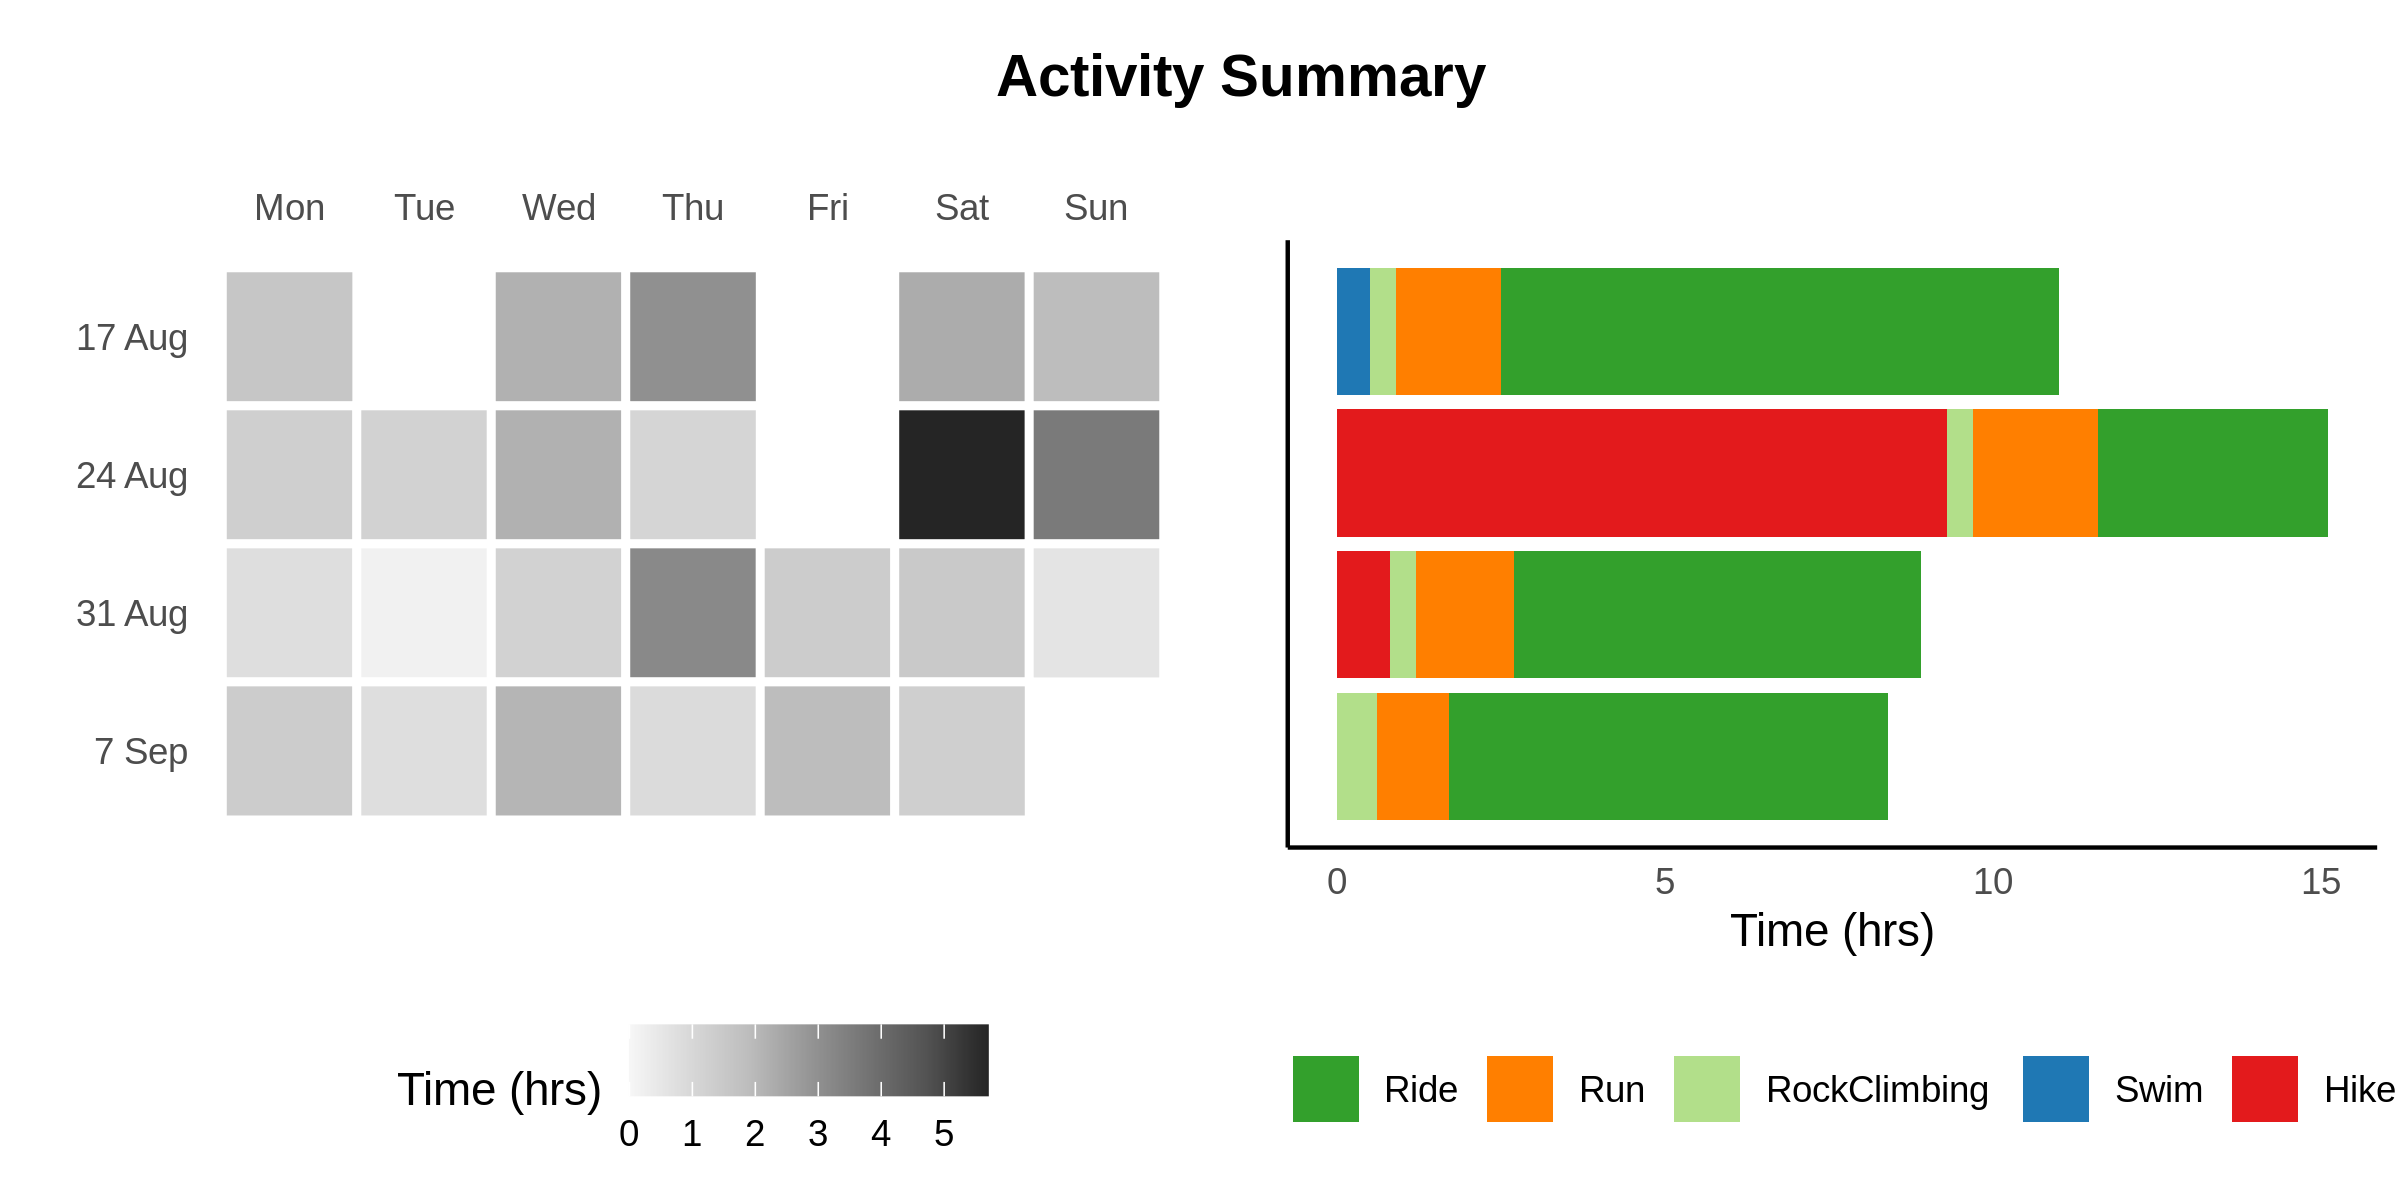 Activity Summary
Mon Tue Wed Thu Fri Sat Sun
17 Aug
24 Aug
31 Aug
7 Sep
0 5 10 15
Time (hrs)
Time (hrs)
0 1 2 3 4 5
Ride Run RockClimbing Swim Hike